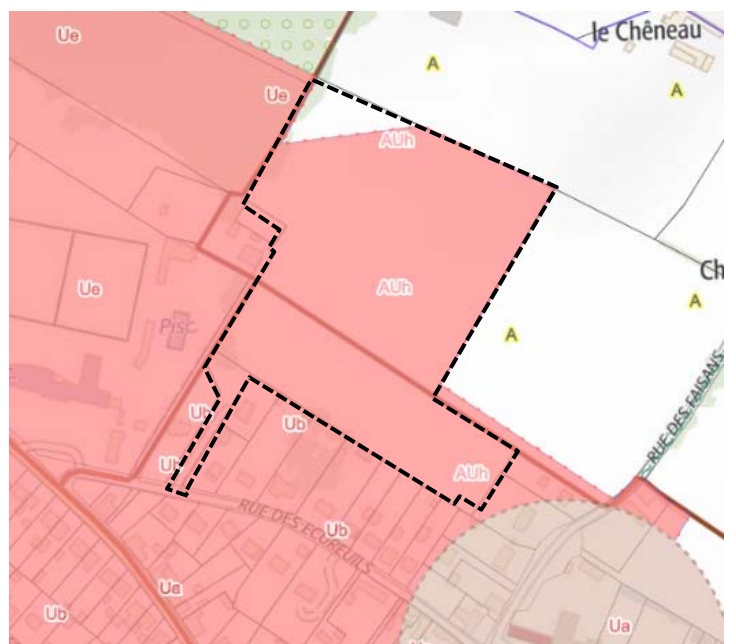 le Chêneau
Ue
A
A
Ue
AUh
Ch
Ue
AUh
A
A
Pisc.
RUE DES FAISANS
Ub
Ub
AUh
RUE DES ECUREUILS
Ub
Ua
Ub
Ua